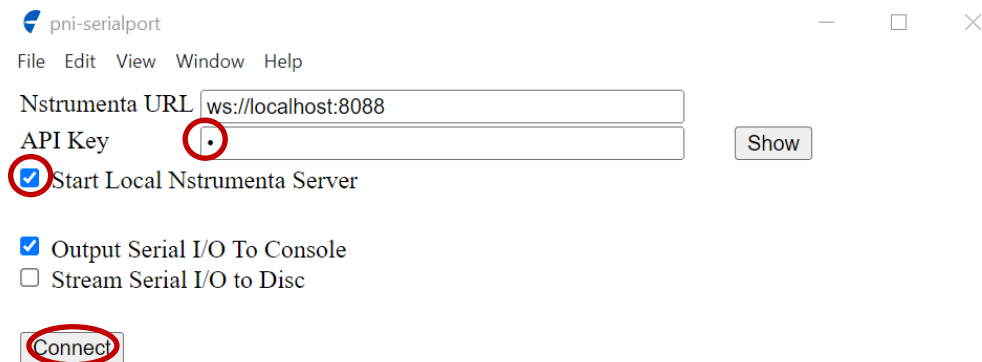 pni-serialport
File Edit View Window Help
Nstrumenta URL ws://localhost:8088
API Key • Show
Start Local Nstrumenta Server
Output Serial I/O To Console
Stream Serial I/O to Disc
Connect